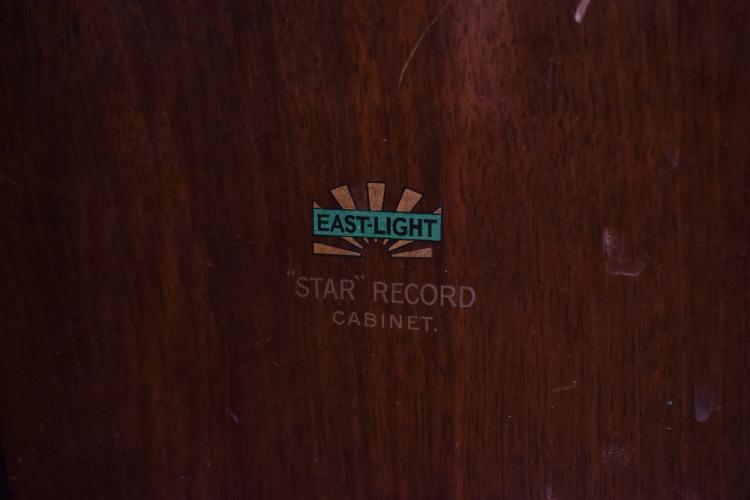 EAST-LIGHT
"STAR" RECORD
CABINET.